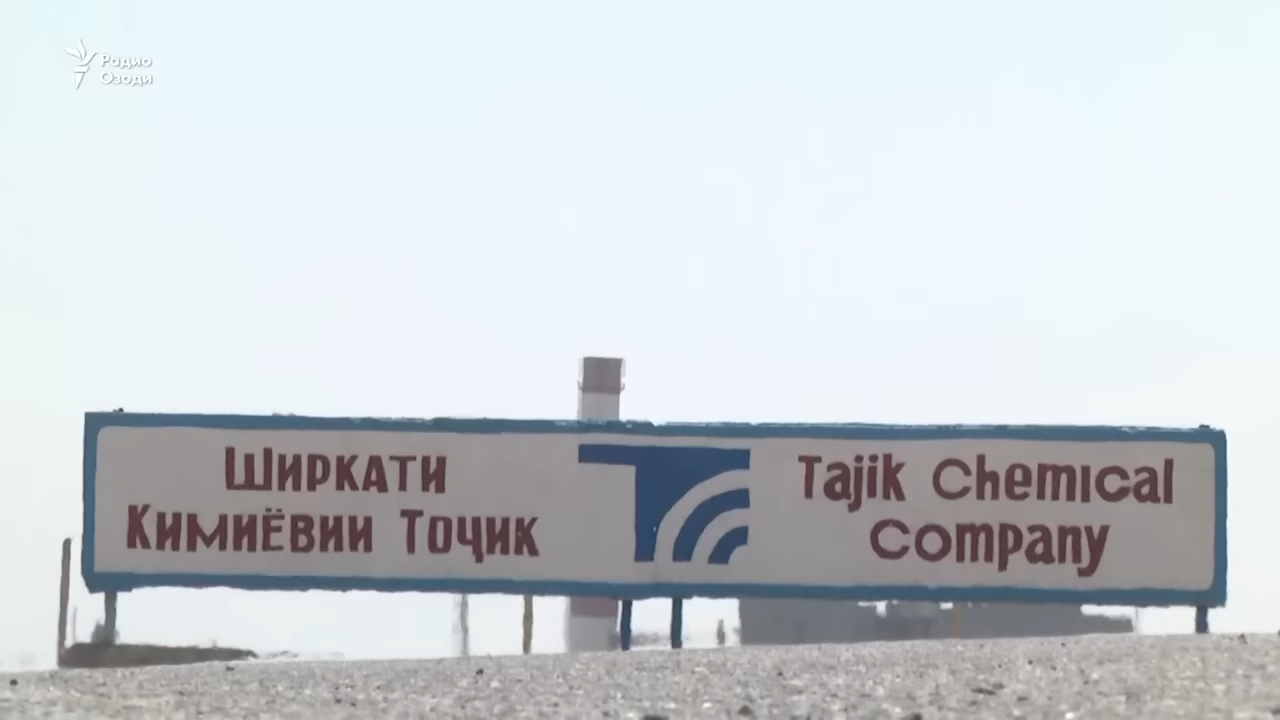 Радио
Озоди
Ширкати
Кимиёвии Тоҷик
Tajik Chemical
Company